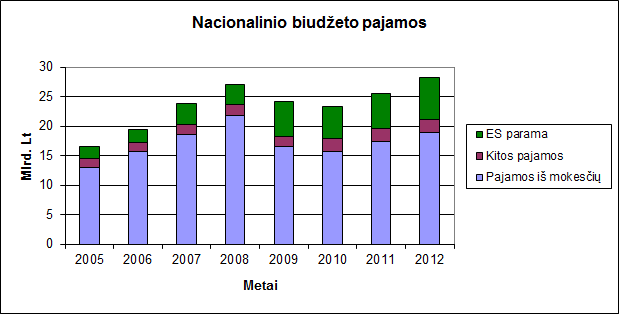 Nacionalinio biudžeto pajamos
Mlrd. Lt
30
25
20
15
10
5
0
2005 2006 2007 2008 2009 2010 2011 2012
Metai
ES parama
Kitos pajamos
Pajamos iš mokesčių